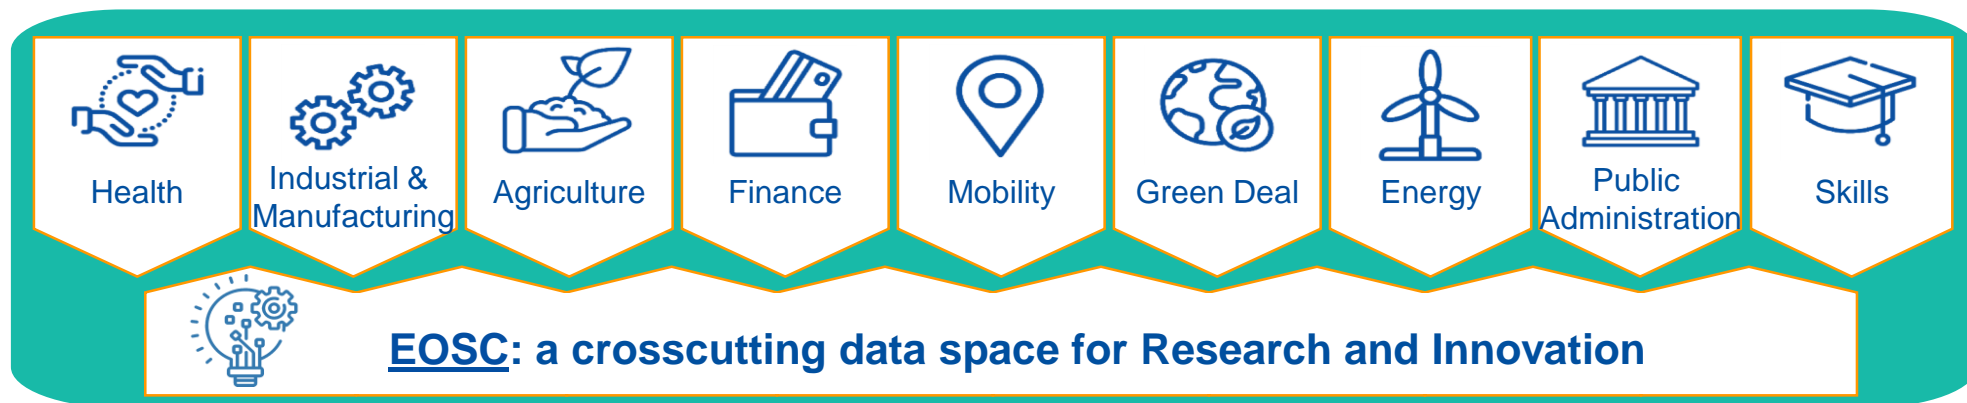 Health
Industrial &
Manufacturing
Agriculture
Finance
Mobility
Green Deal
Energy
Public
Administration
Skills
EOSC: a crosscutting data space for Research and Innovation